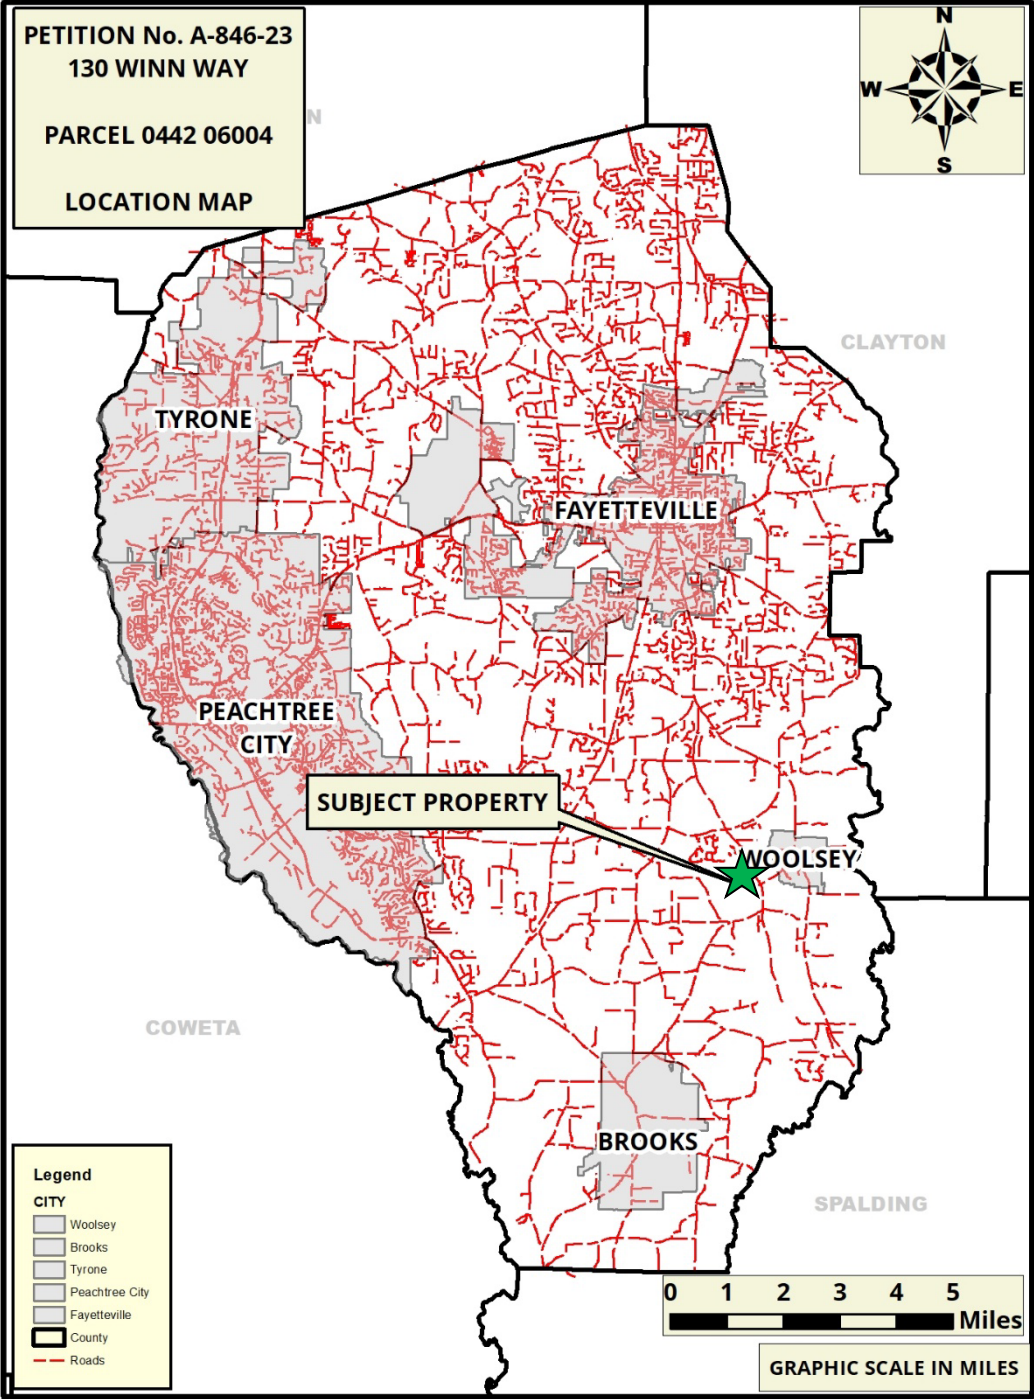 PETITION No. A-846-23
130 WINN WAY
PARCEL 0442 06004
LOCATION MAP
N
W
E
S
N
CLAYTON
TYRONE
FAYETTEVILLE
PEACHTREE
CITY
SUBJECT PROPERTY
WOOLSEY
COWETA
BROOKS
SPALDING
Legend
CITY
Woolsey
Brooks
Tyrone
Peachtree City
Fayetteville
County
Roads
0 1 2 3 4 5
Miles
GRAPHIC SCALE IN MILES